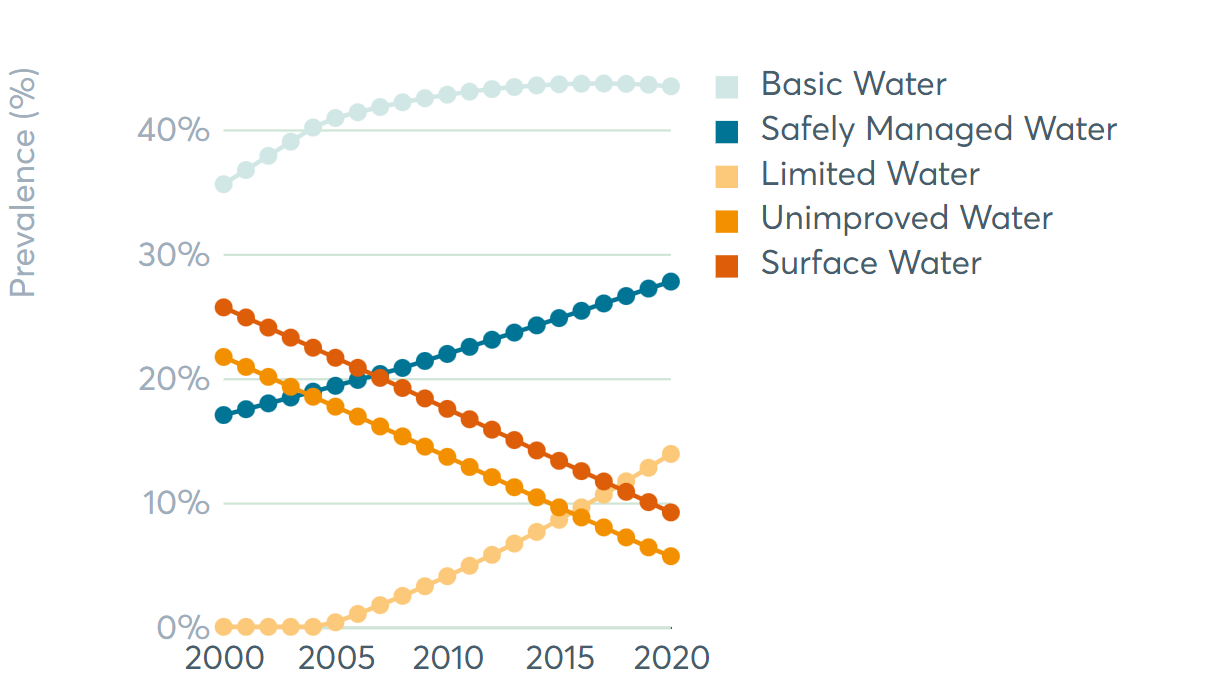 Prevalence (%)
40%
30%
20%
10%
0%
2000 2005 2010 2015 2020
Basic Water
Safely Managed Water
Limited Water
Unimproved Water
Surface Water